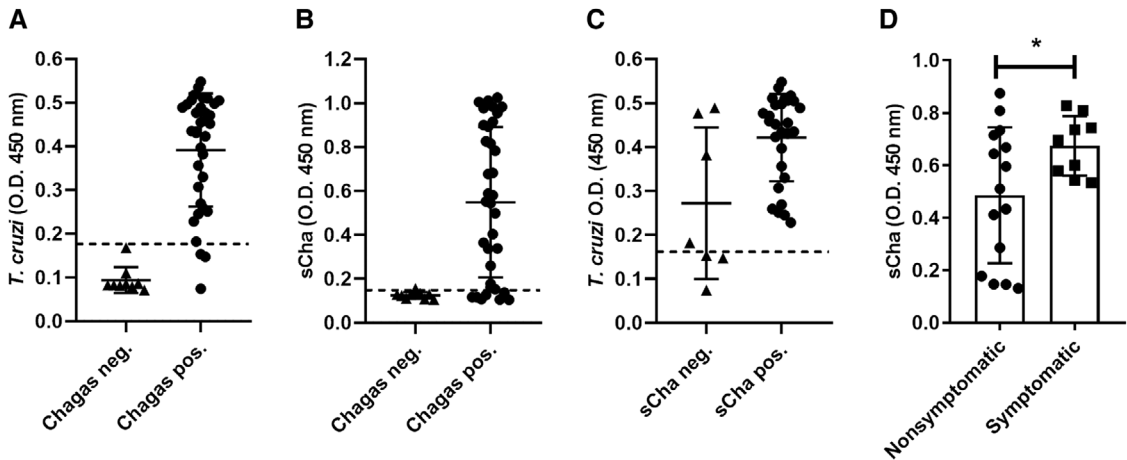 A
T. cruzi (O.D. 450 nm)
0.6
0.5
0.4
0.3
0.2
0.1
0.0
Chagas neg.
Chagas pos.
B
sCha (O.D. 450 nm)
1.2
1.0
0.8
0.6
0.4
0.2
0.0
Chagas neg.
Chagas pos.
C
T. cruzi O.D. (450 nm)
0.6
0.5
0.4
0.3
0.2
0.1
0.0
sCha neg.
sCha pos.
D
sCha (O.D. 450 nm)
1.0
0.8
0.6
0.4
0.2
0.0
*
Nonsymptomatic
Symptomatic